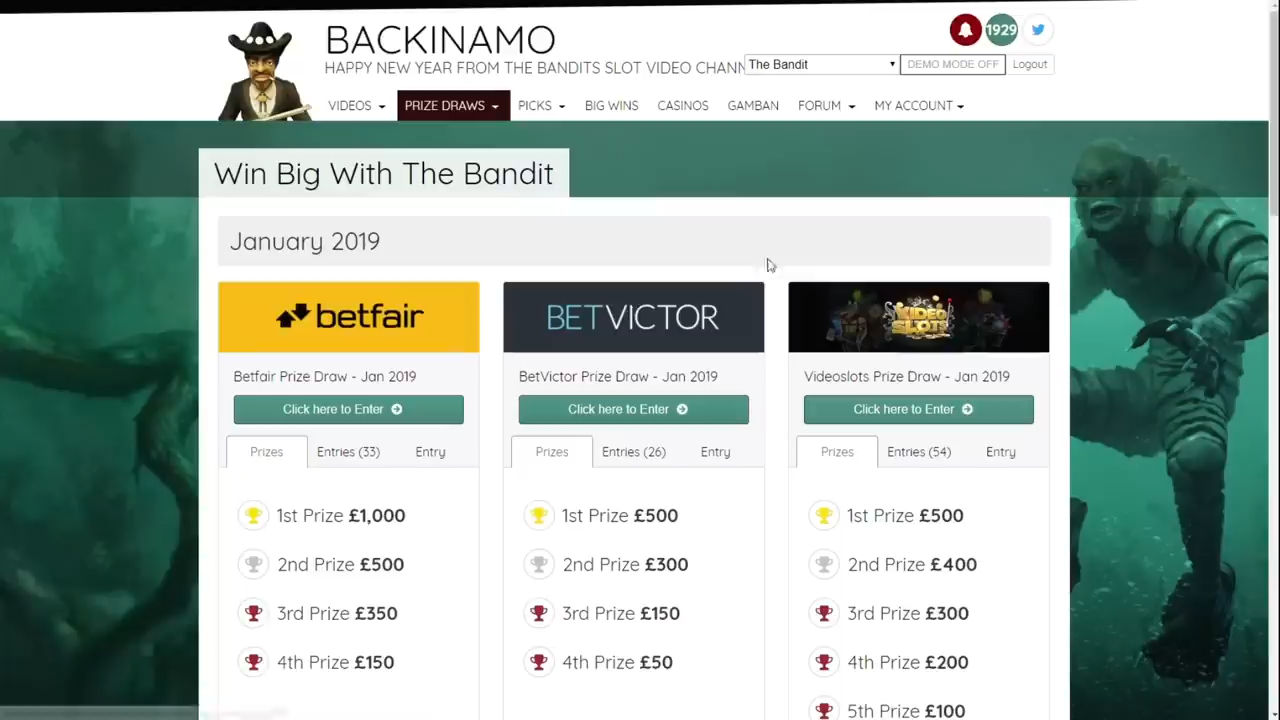 BACKINAMO
1929
HAPPY NEW YEAR FROM THE BANDITS SLOT VIDEO CHANN
The Bandit
DEMO MODE OFF
Logout
VIDEOS
PRIZE DRAWS
PICKS
BIG WINS
CASINOS
GAMBAN
FORUM
MY ACCOUNT
Win Big With The Bandit
January 2019
betfair
BETVICTOR
VIDEO SLOTS
Betfair Prize Draw - Jan 2019
BetVictor Prize Draw - Jan 2019
Videoslots Prize Draw - Jan 2019
Click here to Enter
Click here to Enter
Click here to Enter
Prizes
Entries (33)
Entry
Prizes
Entries (26)
Entry
Prizes
Entries (54)
Entry
1st Prize £1,000
1st Prize £500
1st Prize £500
2nd Prize £500
2nd Prize £300
2nd Prize £400
3rd Prize £350
3rd Prize £150
3rd Prize £300
4th Prize £150
4th Prize £50
4th Prize £200
5th Prize £100